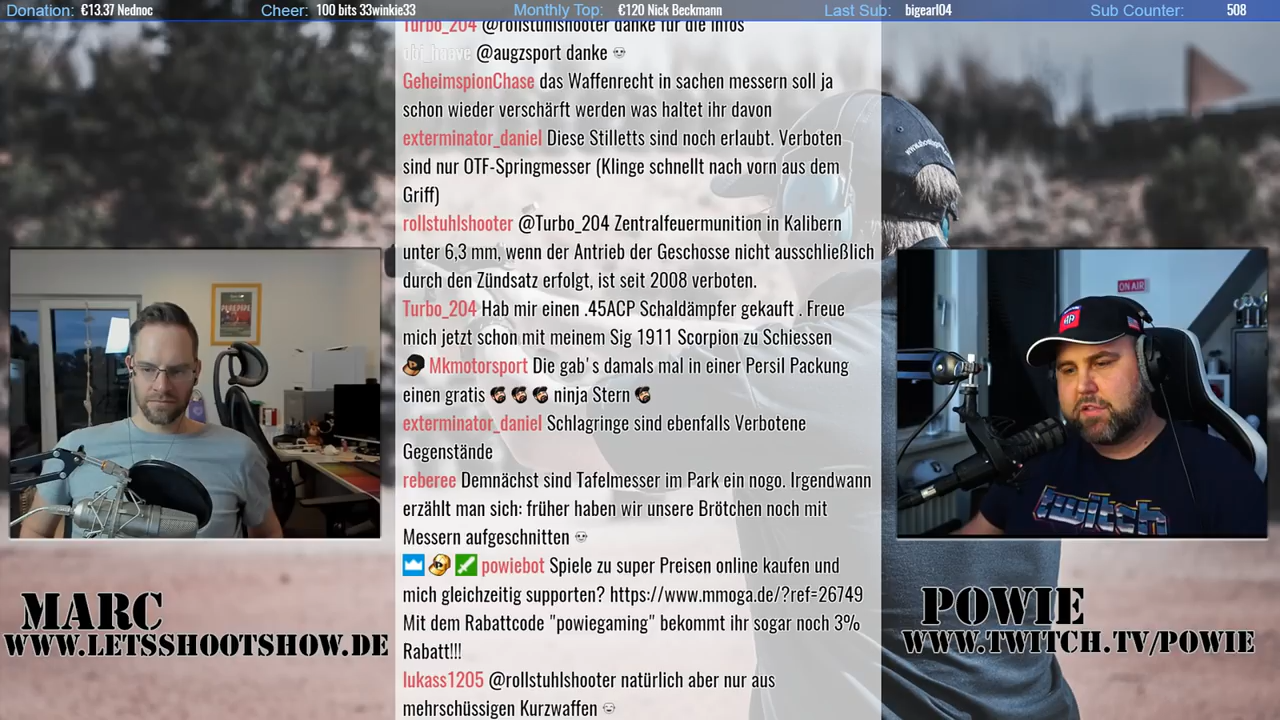 Donation: €13.37 Nednoc Cheer: 100 bits 33winkie33 Monthly Top: €120 Nick Beckmann Last Sub: bigearl04 Sub Counter: 508
Turbo_204 @rollstuhlshooter danke für die Infos
@augzsport danke
GeheimspionChase das Waffenrecht in sachen messern soll ja
schon wieder verschärft werden was haltet ihr davon
exterminator_daniel Diese Stilletts sind noch erlaubt. Verboten
sind nur OTF-Springmesser (Klinge schnellt nach vorn aus dem
Griff)
rollstuhlshooter @Turbo_204 Zentralfeuermunition in Kalibern
unter 6,3 mm, wenn der Antrieb der Geschosse nicht ausschließlich
durch den Zündsatz erfolgt, ist seit 2008 verboten.
Turbo_204 Hab mir einen .45ACP Schaldämpfer gekauft . Freue
mich jetzt schon mit meinem Sig 1911 Scorpion zu Schiessen
Mkmotorsport Die gab's damals mal in einer Persil Packung
einen gratis ninja Stern
exterminator_daniel Schlagringe sind ebenfalls Verbotene
Gegenstände
reberee Demnächst sind Tafelmesser im Park ein nogo. Irgendwann
erzählt man sich: früher haben wir unsere Brötchen noch mit
Messern aufgeschnitten
powiebot Spiele zu super Preisen online kaufen und
mich gleichzeitig supporten? https://www.mmoga.de/?ref=26749
Mit dem Rabattcode "powiegaming" bekommt ihr sogar noch 3%
Rabatt!!!
lukass1205 @rollstuhlshooter natürlich aber nur aus
mehrschüssigen Kurzwaffen
MARC
WWW.LETSSHOOTSHOW.DE
ON AIR
twitch
POWIE
WWW.TWITCH.TV/POWIE